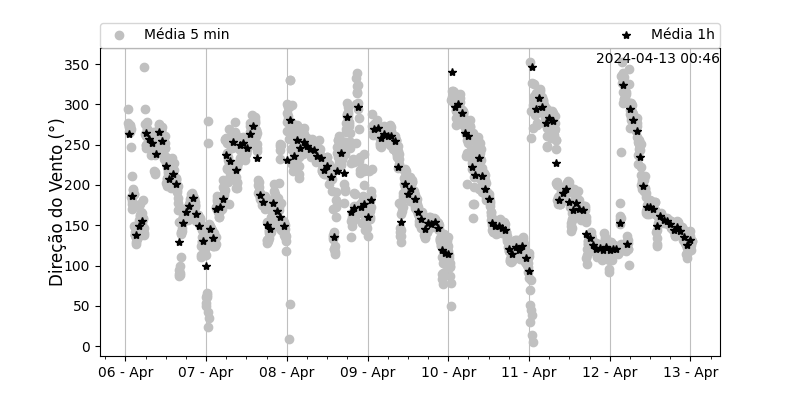 Média 5 min
Média 1h
2024-04-13 00:46
350
300
250
200
150
100
50
0
Direção do Vento (°)
06 - Apr
07 - Apr
08 - Apr
09 - Apr
10 - Apr
11 - Apr
12 - Apr
13 - Apr